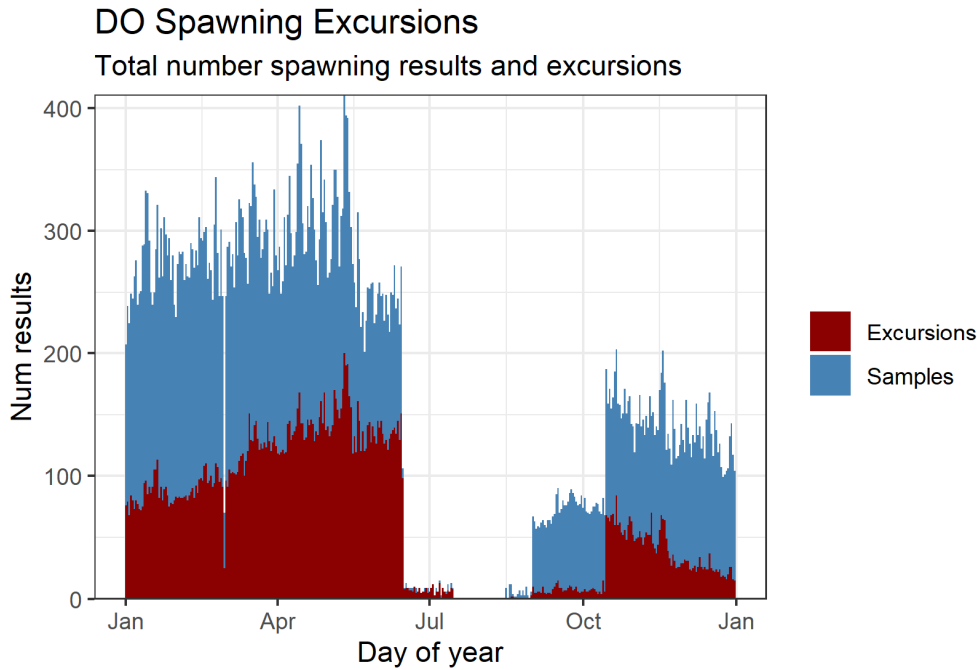 DO Spawning Excursions
Total number spawning results and excursions
400
300
200
100
0
Num results
Jan
Apr
Jul
Oct
Jan
Day of year
Excursions
Samples